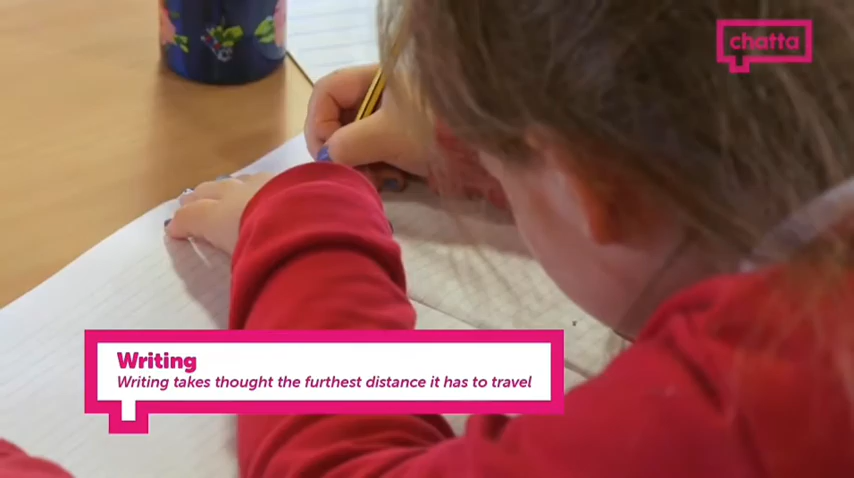 chatta
Writing
Writing takes thought the furthest distance it has to travel